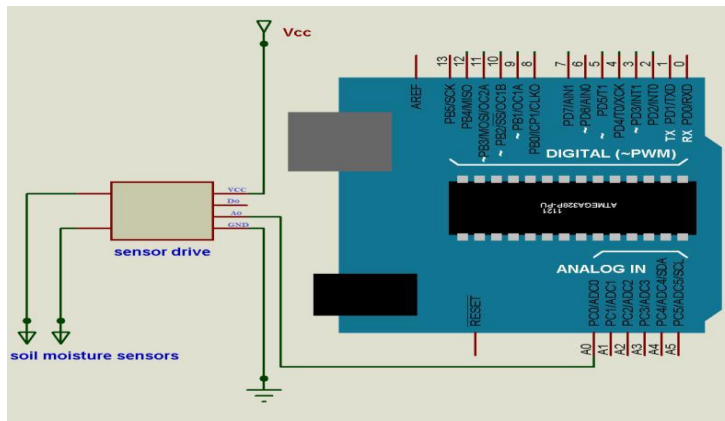 Vcc
13
12
11
10
9
8
7
6
5
4
3
2
1
0
AREF
PB5/SCK
PB4/MISO
~PB3/MOSI/OC2A
~PB2/SS/OC1B
~PB1/OC1A
PB0/ICP1/CLKO
PD7/AIN1
~PD6/AIN0
~PD5/T1
PD4/T0/XCK
~PD3/INT1
PD2/INT0
TX PD1/TXD
RX PD0/RXD
DIGITAL (~PWM)
VCC
Do
Ao
GND
sensor drive
ATMEGA328P-PU
1121
ANALOG IN
soil moisture sensors
RESET
PC0/ADC0
PC1/ADC1
PC2/ADC2
PC3/ADC3
PC4/ADC4/SDA
PC5/ADC5/SCL
A0
A1
A2
A3
A4
A5